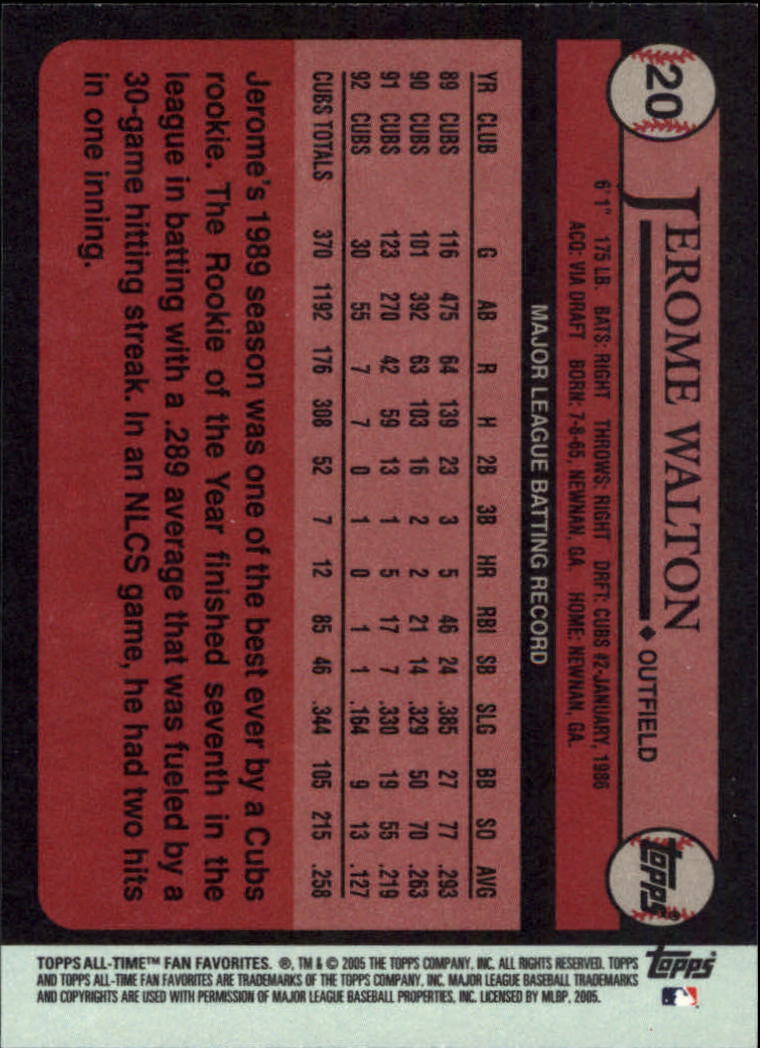 20
JEROME WALTON ◆ OUTFIELD
topps.
6'1" 175 LB. BATS: RIGHT THROWS: RIGHT DRFT: CUBS #2-JANUARY, 1986
ACQ: VIA DRAFT BORN: 7-8-65, NEWNAN, GA. HOME: NEWNAN, GA.
MAJOR LEAGUE BATTING RECORD
YR CLUB G AB R H 2B 3B HR RBI SB SLG BB SO AVG
89 CUBS 116 475 64 139 23 3 5 46 24 .385 27 77 .293
90 CUBS 101 392 63 103 16 2 2 21 14 .329 50 70 .263
91 CUBS 123 270 42 59 13 1 5 17 7 .330 19 55 .219
92 CUBS 30 55 7 7 0 1 0 1 1 .164 9 13 .127
CUBS TOTALS 370 1192 176 308 52 7 12 85 46 .344 105 215 .258
Jerome's 1989 season was one of the best ever by a Cubs
rookie. The Rookie of the Year finished seventh in the
league in batting with a .289 average that was fueled by a
30-game hitting streak. In an NLCS game, he had two hits
in one inning.
TOPPS ALL-TIME™ FAN FAVORITES. ®, TM & © 2005 THE TOPPS COMPANY, INC. ALL RIGHTS RESERVED. TOPPS
AND TOPPS ALL-TIME FAN FAVORITES ARE TRADEMARKS OF THE TOPPS COMPANY, INC. MAJOR LEAGUE BASEBALL TRADEMARKS
AND COPYRIGHTS ARE USED WITH PERMISSION OF MAJOR LEAGUE BASEBALL PROPERTIES, INC. LICENSED BY MLBP, 2005.
topps